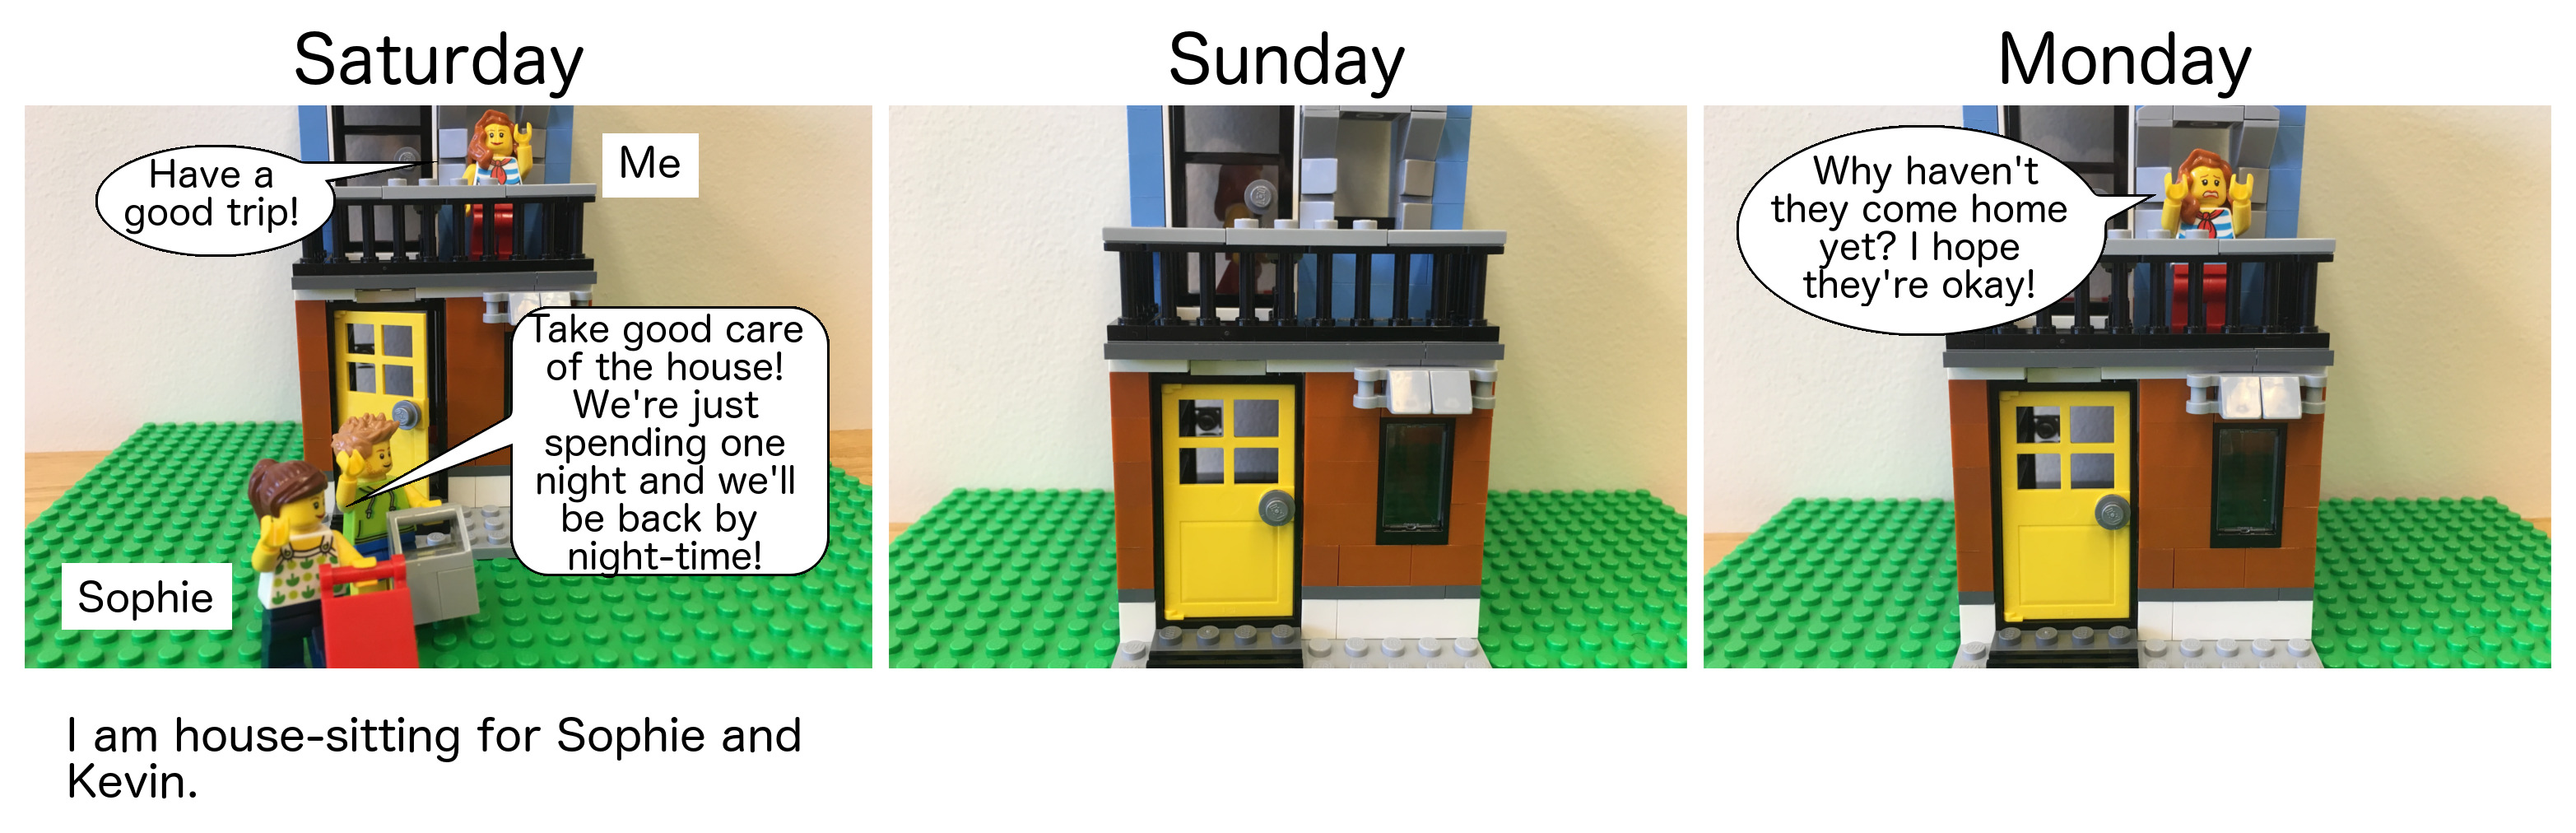 Saturday
Have a
good trip!
Me
Take good care
of the house!
We're just
spending one
night and we'll
be back by
night-time!
Sophie
I am house-sitting for Sophie and
Kevin.
Sunday
Monday
Why haven't
they come home
yet? I hope
they're okay!